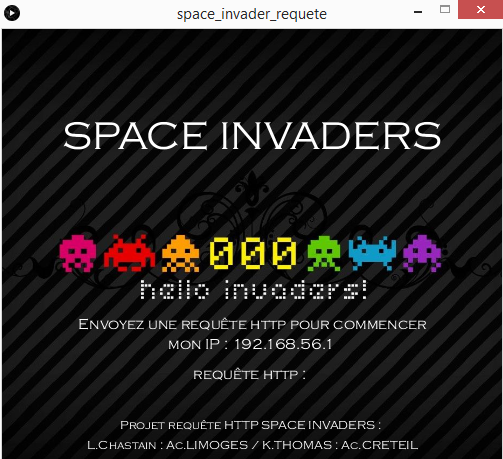 space_invader_requete
SPACE INVADERS
000
hello invaders!
ENVOYEZ UNE REQUÊTE HTTP POUR COMMENCER
MON IP : 192.168.56.1
REQUÊTE HTTP :
PROJET REQUÊTE HTTP SPACE INVADERS :
L.CHASTAIN : AC.LIMOGES / K.THOMAS : AC.CRETEIL